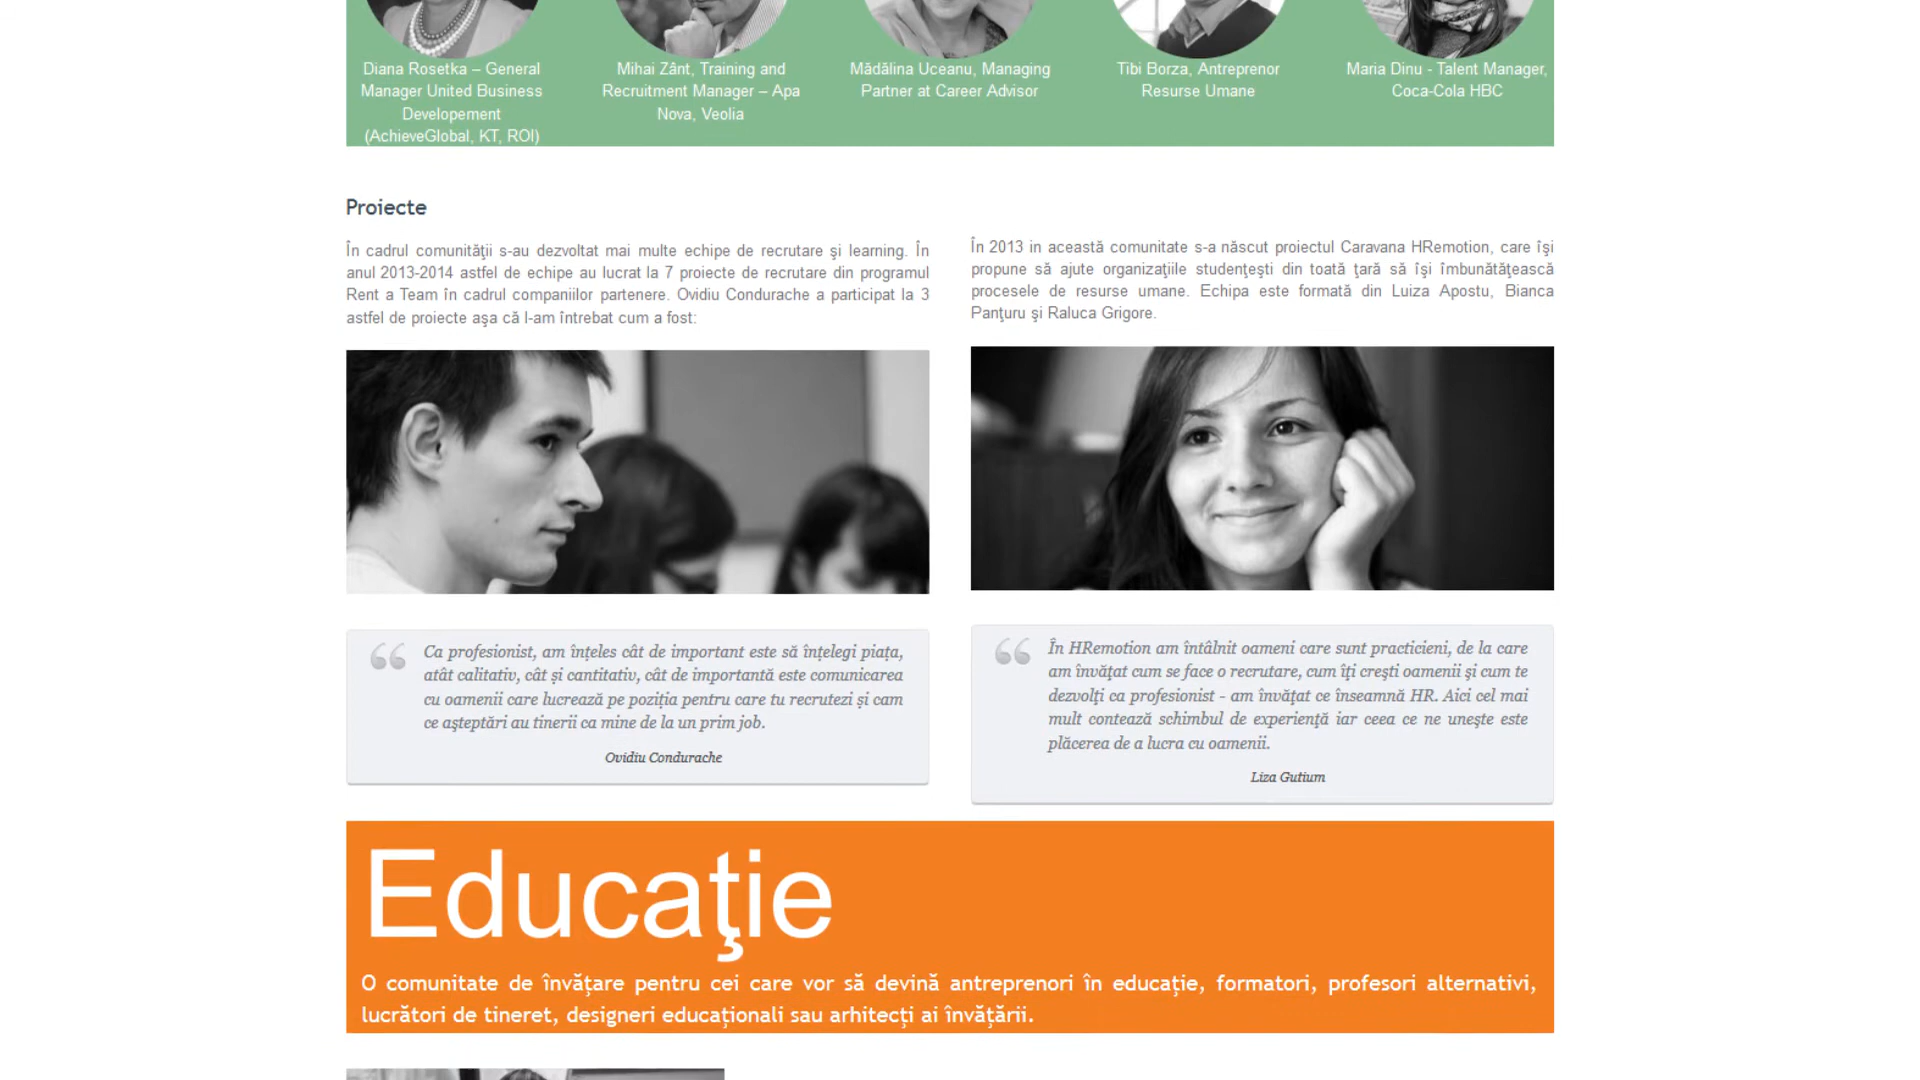 Diana Rosetka – General
Manager United Business
Developement
(AchieveGlobal, KT, ROI)
Mihai Zânt, Training and
Recruitment Manager – Apa
Nova, Veolia
Mădălina Uceanu, Managing
Partner at Career Advisor
Tibi Borza, Antreprenor
Resurse Umane
Maria Dinu - Talent Manager,
Coca-Cola HBC
Proiecte
În cadrul comunităţii s-au dezvoltat mai multe echipe de recrutare şi learning. În
anul 2013-2014 astfel de echipe au lucrat la 7 proiecte de recrutare din programul
Rent a Team în cadrul companiilor partenere. Ovidiu Condurache a participat la 3
astfel de proiecte aşa că l-am întrebat cum a fost:
Ca profesionist, am înțeles cât de important este să înțelegi piața,
atât calitativ, cât și cantitativ, cât de importantă este comunicarea
cu oamenii care lucrează pe poziția pentru care tu recrutezi și cam
ce aşteptări au tinerii ca mine de la un prim job.
Ovidiu Condurache
În 2013 in această comunitate s-a născut proiectul Caravana HRemotion, care îşi
propune să ajute organizaţiile studenţeşti din toată ţară să îşi îmbunătăţească
procesele de resurse umane. Echipa este formată din Luiza Apostu, Bianca
Panţuru şi Raluca Grigore.
În HRemotion am întâlnit oameni care sunt practicieni, de la care
am învăţat cum se face o recrutare, cum îţi creşti oamenii şi cum te
dezvolţi ca profesionist - am învăţat ce înseamnă HR. Aici cel mai
mult contează schimbul de experienţă iar ceea ce ne uneşte este
plăcerea de a lucra cu oamenii.
Liza Gutium
Educaţie
O comunitate de învățare pentru cei care vor să devină antreprenori în educație, formatori, profesori alternativi,
lucrători de tineret, designeri educaționali sau arhitecți ai învățării.